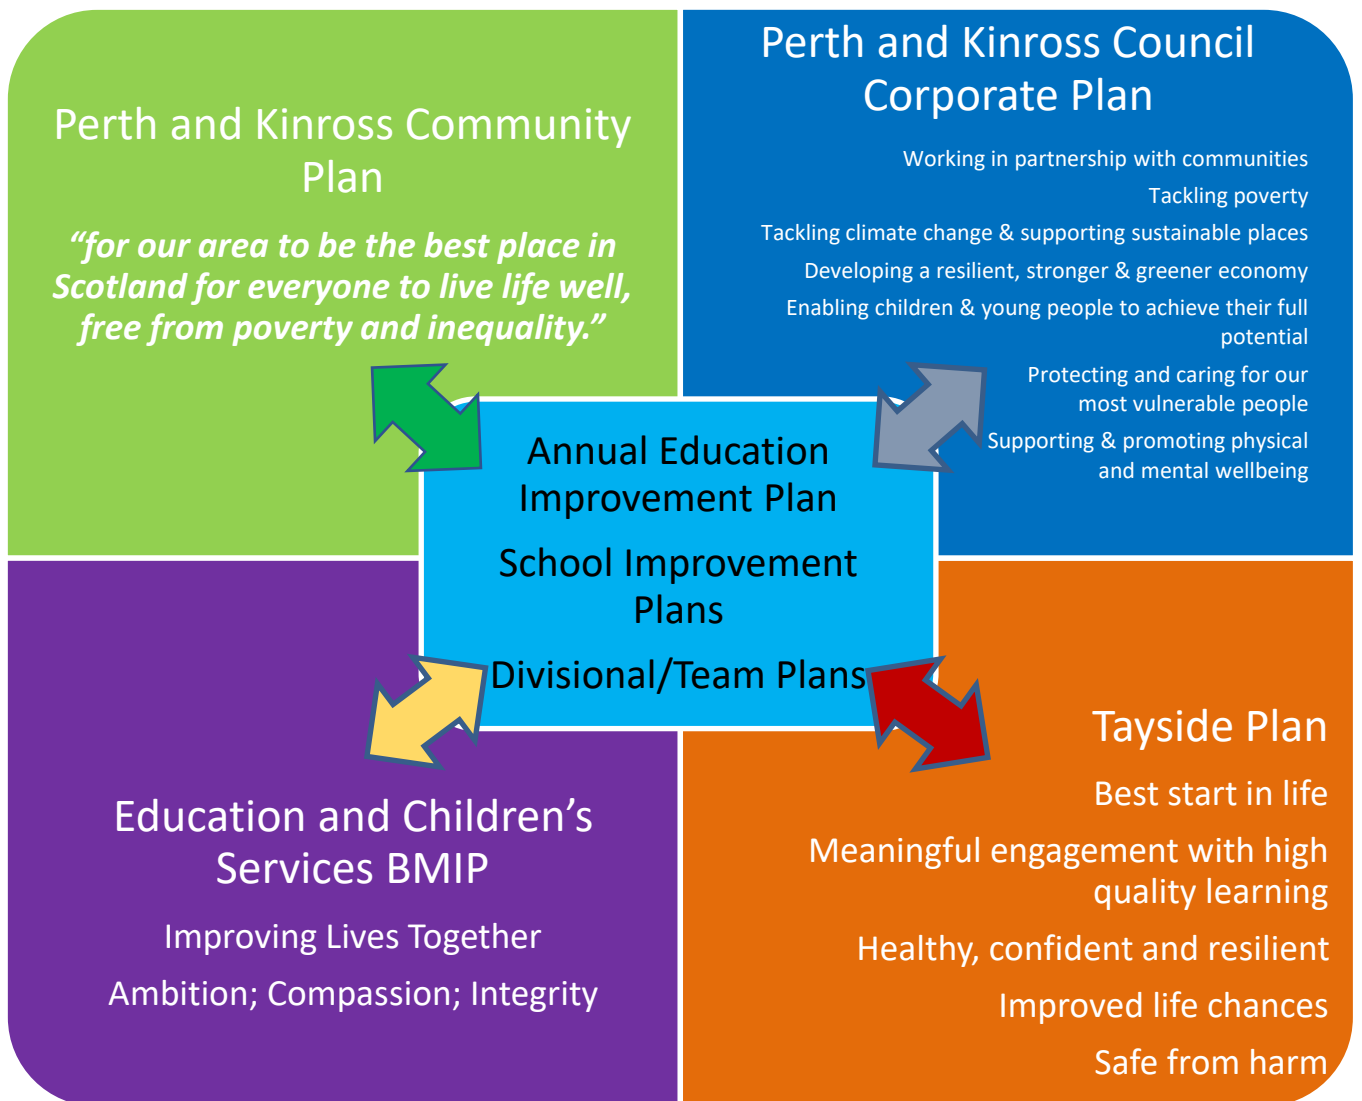 Perth and Kinross Community
Plan
“for our area to be the best place in
Scotland for everyone to live life well,
free from poverty and inequality.”
Perth and Kinross Council
Corporate Plan
Working in partnership with communities
Tackling poverty
Tackling climate change & supporting sustainable places
Developing a resilient, stronger & greener economy
Enabling children & young people to achieve their full
potential
Protecting and caring for our
most vulnerable people
Supporting & promoting physical
and mental wellbeing
Annual Education
Improvement Plan
School Improvement
Plans
Divisional/Team Plans
Education and Children’s
Services BMIP
Improving Lives Together
Ambition; Compassion; Integrity
Tayside Plan
Best start in life
Meaningful engagement with high
quality learning
Healthy, confident and resilient
Improved life chances
Safe from harm